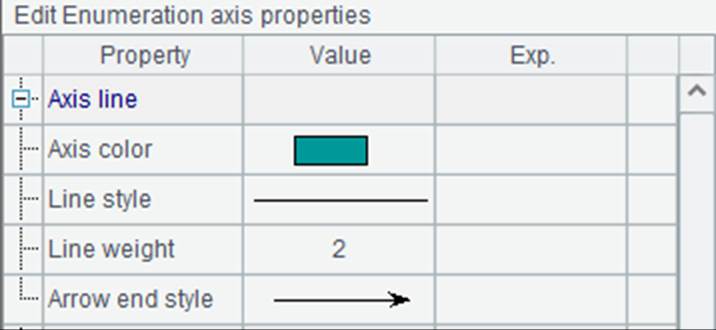 Edit Enumeration axis properties
Property Value Exp.
Axis line
Axis color
Line style
Line weight 2
Arrow end style